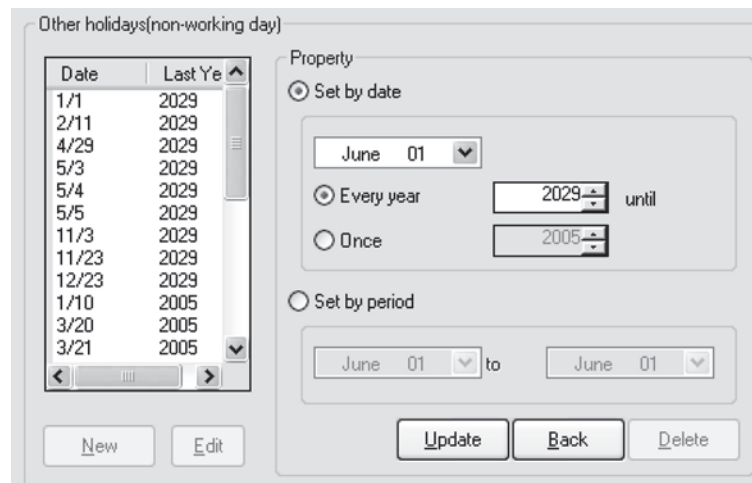 Other holidays(non-working day)
Date Last Ye
1/1 2029
2/11 2029
4/29 2029
5/3 2029
5/4 2029
5/5 2029
11/3 2029
11/23 2029
12/23 2029
1/10 2005
3/20 2005
3/21 2005
New Edit
Property
Set by date
June 01
Every year 2029 until
Once 2005
Set by period
June 01 to June 01
Update Back Delete